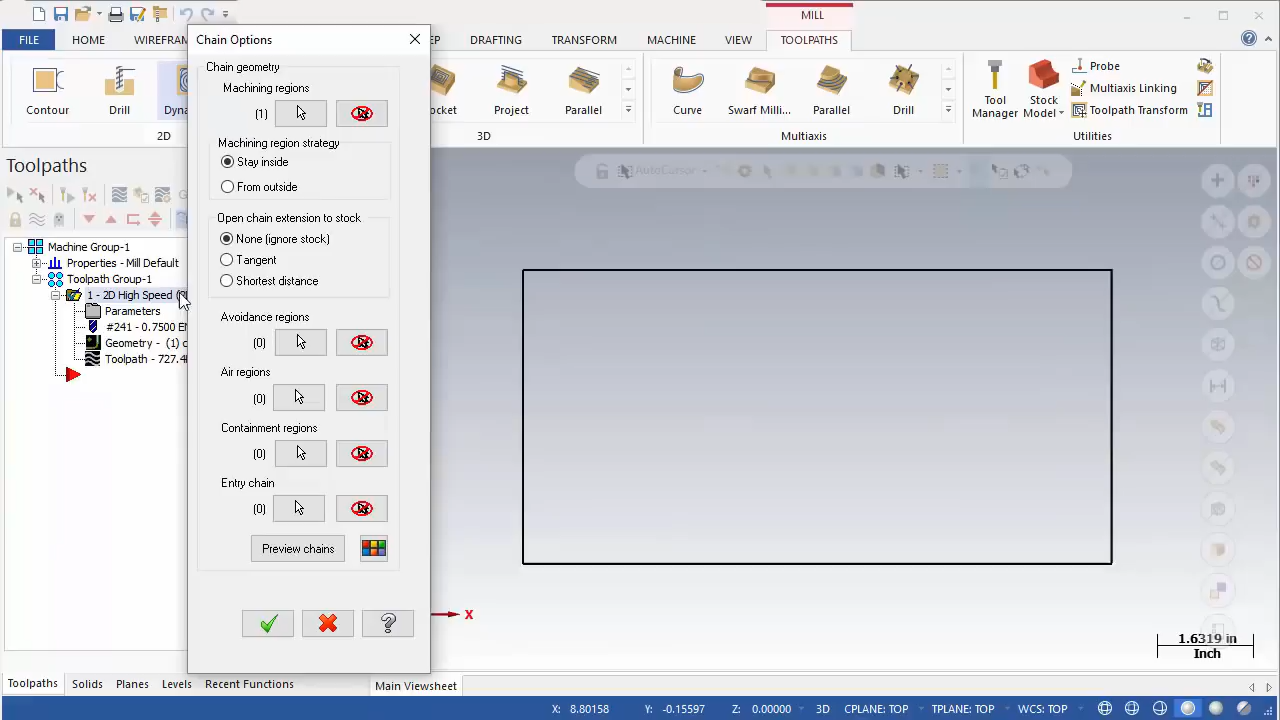 MILL
FILE
HOME
WIREFRAM
EP
DRAFTING
TRANSFORM
MACHINE
VIEW
TOOLPATHS
Chain Options
Contour
Drill
Dyna
2D
ocket
Project
Parallel
3D
Curve
Swarf Milli...
Parallel
Drill
Multiaxis
Tool
Manager
Stock
Model
Probe
Multiaxis Linking
Toolpath Transform
Utilities
Toolpaths
Machine Group-1
Properties - Mill Default
Toolpath Group-1
1 - 2D High Speed
Parameters
#241 - 0.7500 EN
Geometry - (1) c
Toolpath - 727.4
Chain geometry
Machining regions
(1)
Machining region strategy
Stay inside
From outside
Open chain extension to stock
None (ignore stock)
Tangent
Shortest distance
Avoidance regions
(0)
Air regions
(0)
Containment regions
(0)
Entry chain
(0)
Preview chains
AutoCursor
X
1.6319 in
Inch
Toolpaths
Solids
Planes
Levels
Recent Functions
Main Viewsheet
X: 8.80158
Y: -0.15597
Z: 0.00000
3D
CPLANE: TOP
TPLANE: TOP
WCS: TOP